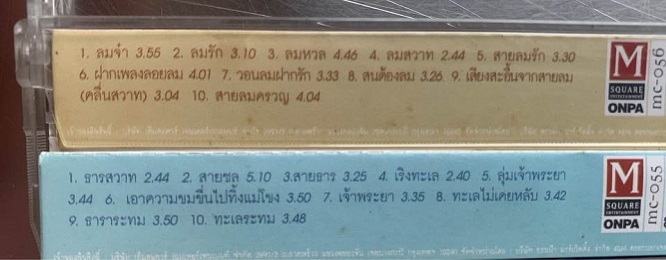 1. ลมจ๋า 3.55 2. ลมรัก 3.10 3. ลมหวล 4.46 4. ลมสวาท 2.44 5. สายลมรัก 3.30
6. ฝากเพลงลอยลม 4.01 7. วอนลมฝากรัก 3.33 8. สนต้องลม 3.26 9. เสียงสะอื้นจากสายลม
(คลื่นสวาท) 3.04 10. สายลมครวญ 4.04
M
SQUARE
ENTERTAINMENT
ONPA
mc-056
1. ธารสวาท 2.44 2. สายชล 5.10 3.สายธาร 3.25 4. เริงทะเล 2.40 5. ลุ่มเจ้าพระยา
3.44 6. เอาความขมขื่นไปทิ้งแม่โขง 3.50 7. เจ้าพระยา 3.35 8. ทะเลไม่เคยหลับ 3.42
9. ธาราระทม 3.50 10. ทะเลระทม 3.48
M
SQUARE
ENTERTAINMENT
ONPA
mc-055